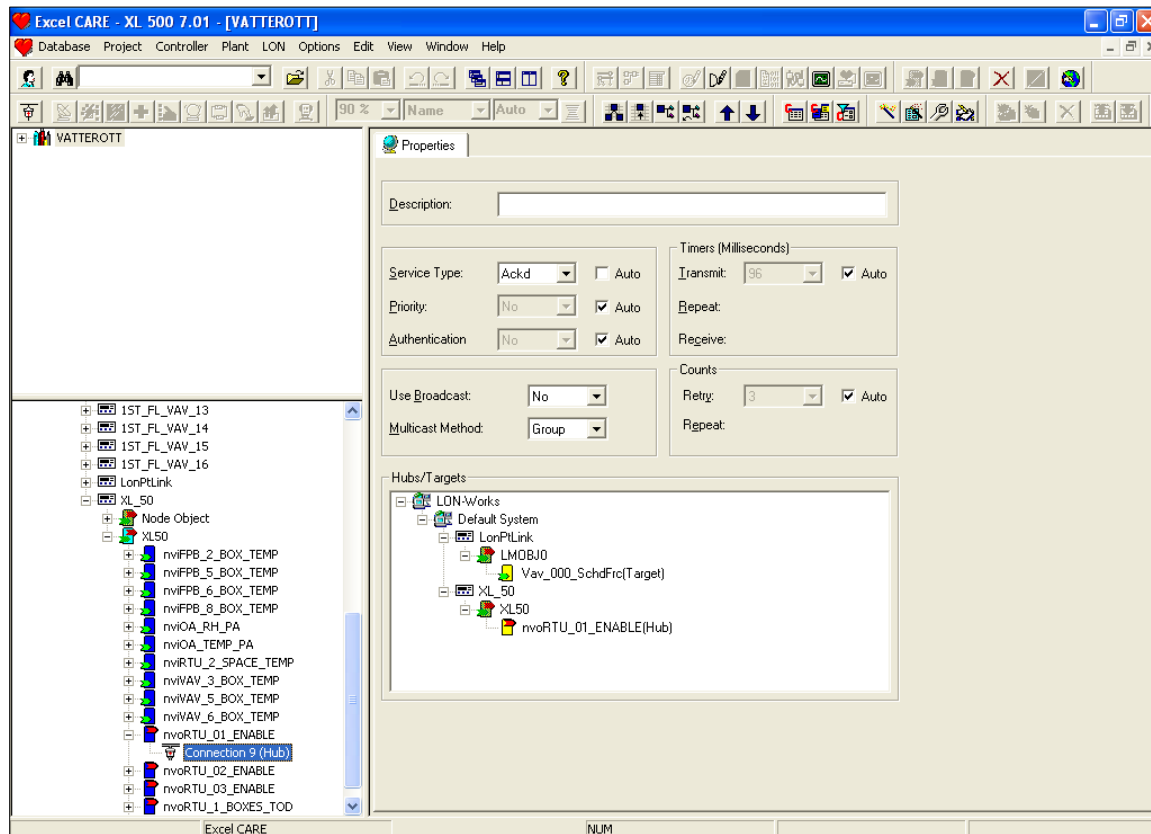 Excel CARE - XL 500 7.01 - [VATTEROTT]
Database Project Controller Plant LON Options Edit View Window Help
90 % Name Auto
VATTEROTT
Properties
Description:
Service Type: Ackd Auto
Priority: No Auto
Authentication No Auto
Timers (Milliseconds)
Transmit: 96 Auto
Repeat:
Receive:
Use Broadcast: No
Multicast Method: Group
Counts
Retry: 3 Auto
Repeat:
Hubs/Targets
LON-Works
Default System
LonPtLink
LMOBJ0
Vav_000_SchdFrc(Target)
XL_50
XL50
nvoRTU_01_ENABLE(Hub)
1ST_FL_VAV_13
1ST_FL_VAV_14
1ST_FL_VAV_15
1ST_FL_VAV_16
LonPtLink
XL_50
Node Object
XL50
nviFPB_2_BOX_TEMP
nviFPB_5_BOX_TEMP
nviFPB_6_BOX_TEMP
nviFPB_8_BOX_TEMP
nviOA_RH_PA
nviOA_TEMP_PA
nviRTU_2_SPACE_TEMP
nviVAV_3_BOX_TEMP
nviVAV_5_BOX_TEMP
nviVAV_6_BOX_TEMP
nvoRTU_01_ENABLE
Connection 9 (Hub)
nvoRTU_02_ENABLE
nvoRTU_03_ENABLE
nvoRTU_1_BOXES_TOD
Excel CARE NUM